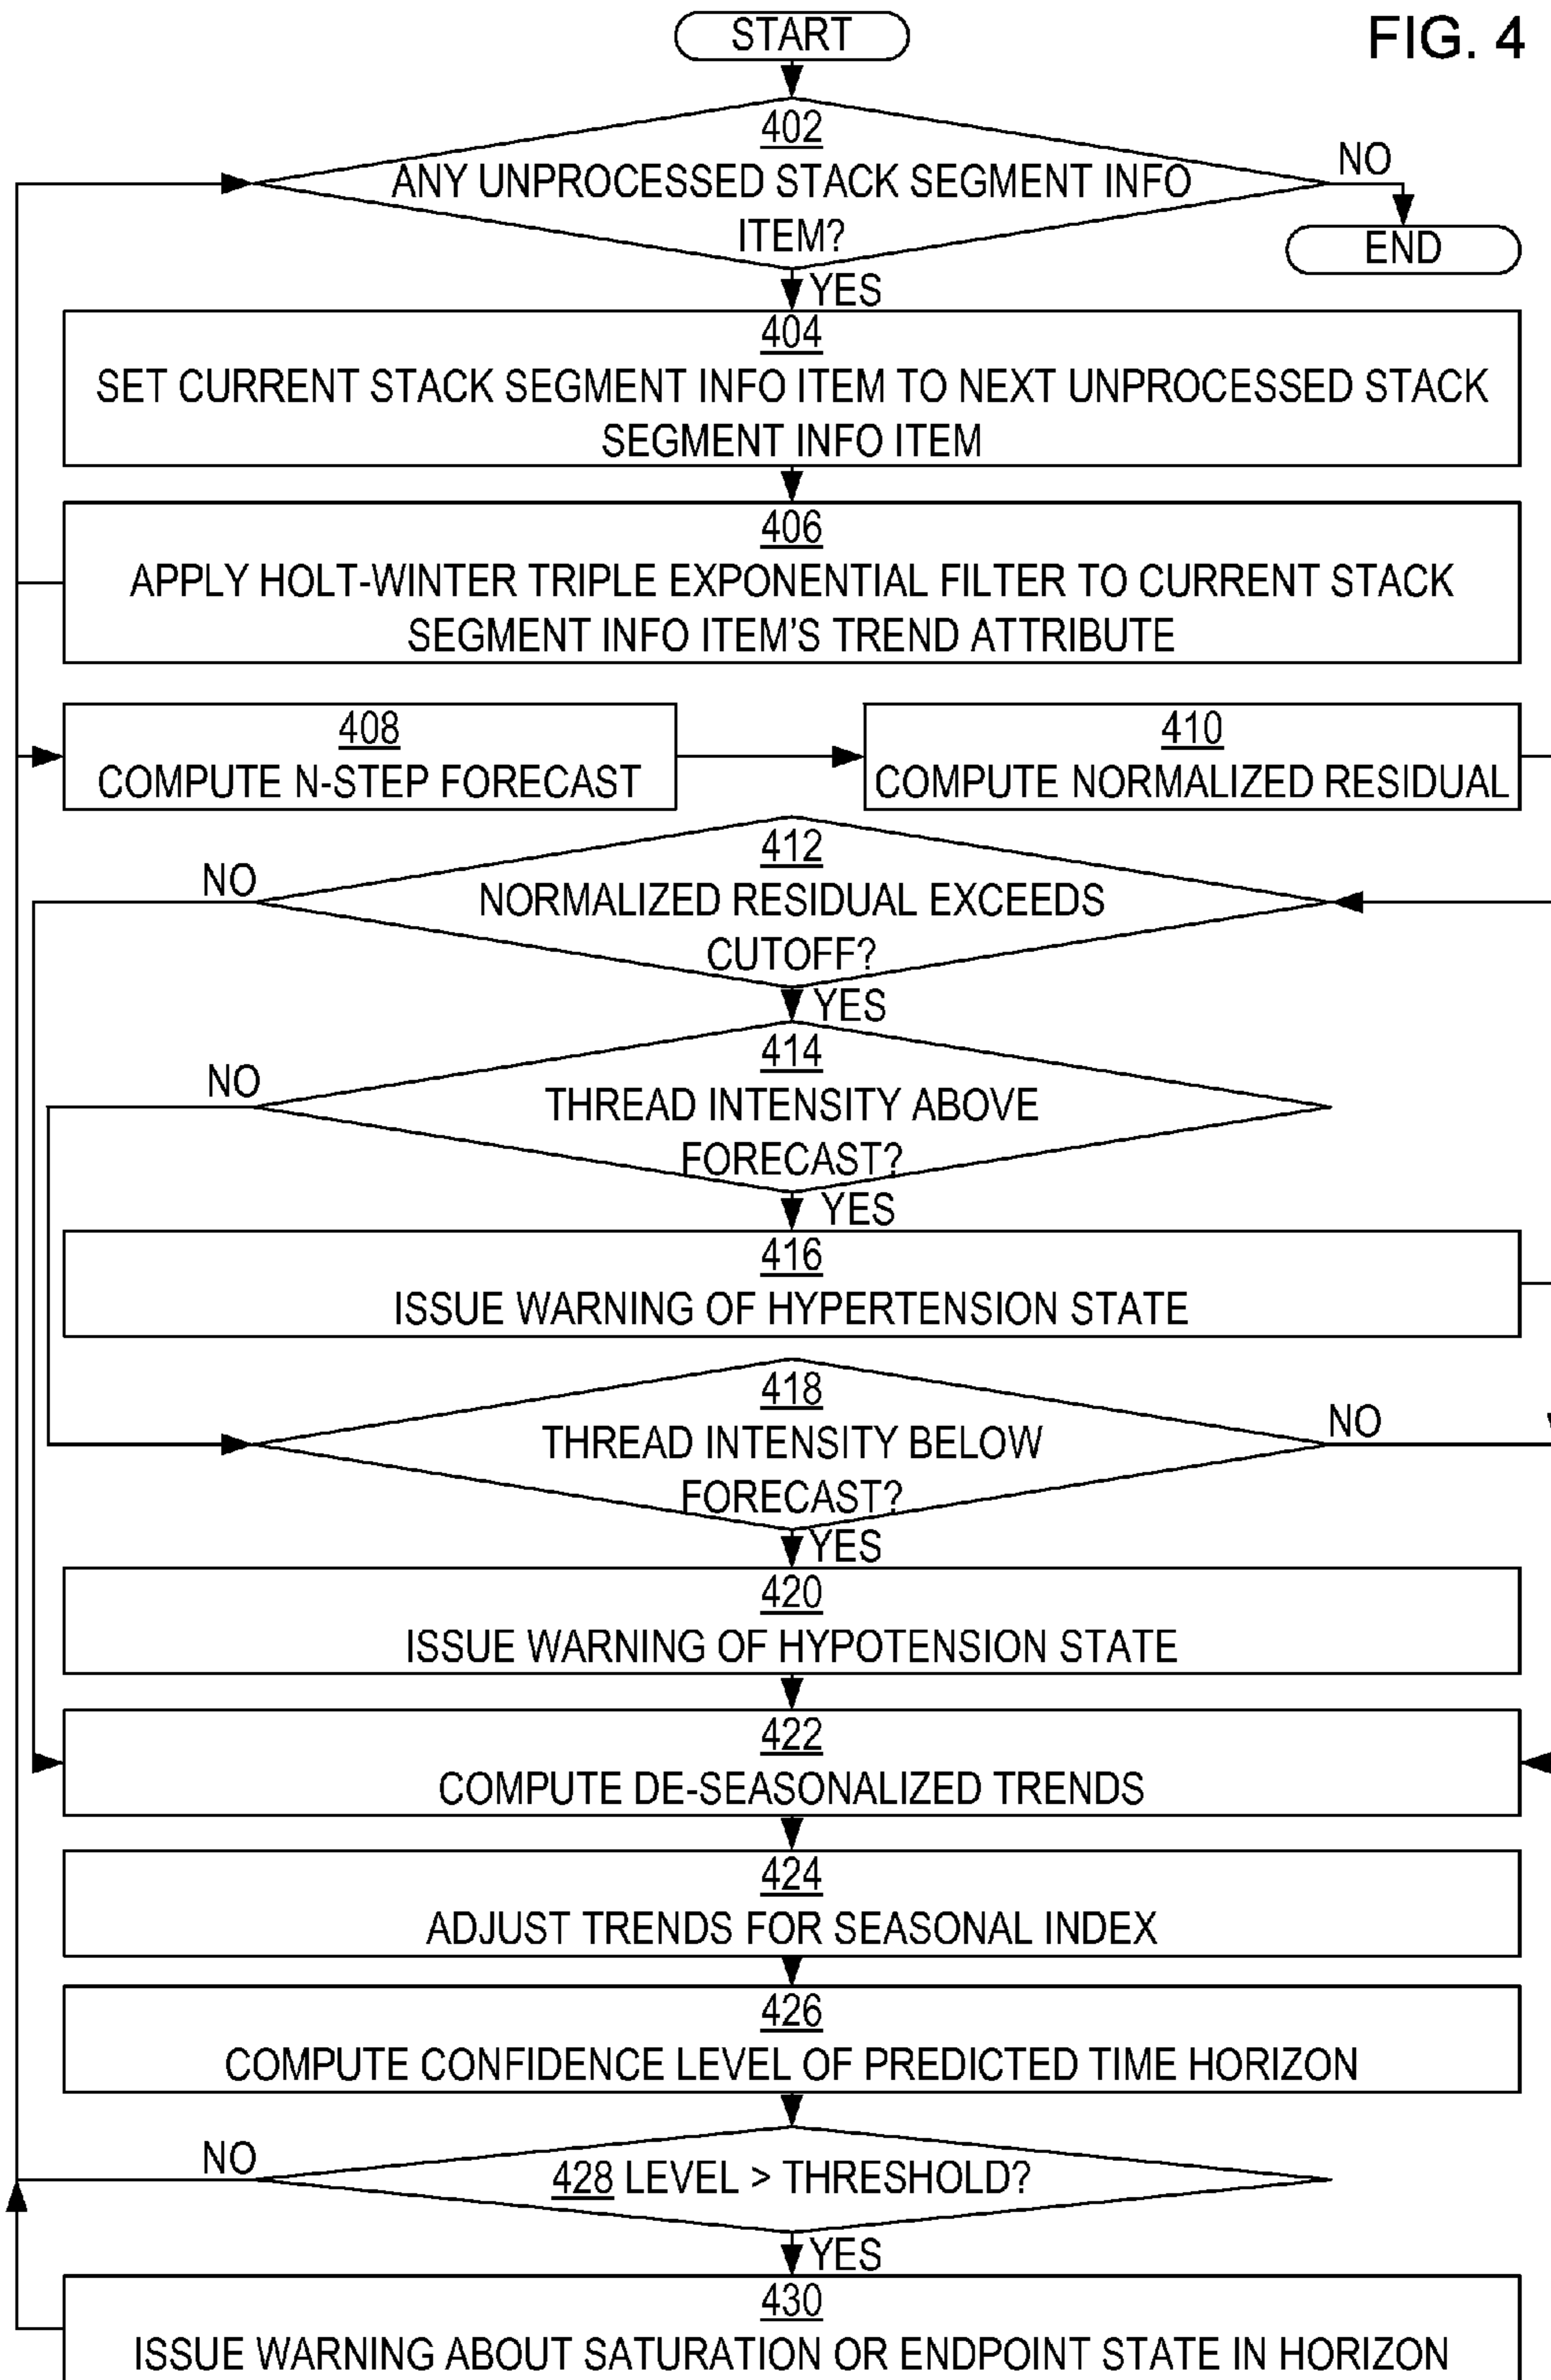 START
FIG. 4
402
ANY UNPROCESSED STACK SEGMENT INFO
ITEM?
NO
END
YES
404
SET CURRENT STACK SEGMENT INFO ITEM TO NEXT UNPROCESSED STACK
SEGMENT INFO ITEM
406
APPLY HOLT-WINTER TRIPLE EXPONENTIAL FILTER TO CURRENT STACK
SEGMENT INFO ITEM'S TREND ATTRIBUTE
408
COMPUTE N-STEP FORECAST
410
COMPUTE NORMALIZED RESIDUAL
412
NORMALIZED RESIDUAL EXCEEDS
CUTOFF?
NO
YES
414
THREAD INTENSITY ABOVE
FORECAST?
NO
YES
416
ISSUE WARNING OF HYPERTENSION STATE
418
THREAD INTENSITY BELOW
FORECAST?
NO
YES
420
ISSUE WARNING OF HYPOTENSION STATE
422
COMPUTE DE-SEASONALIZED TRENDS
424
ADJUST TRENDS FOR SEASONAL INDEX
426
COMPUTE CONFIDENCE LEVEL OF PREDICTED TIME HORIZON
NO
428 LEVEL > THRESHOLD?
YES
430
ISSUE WARNING ABOUT SATURATION OR ENDPOINT STATE IN HORIZON